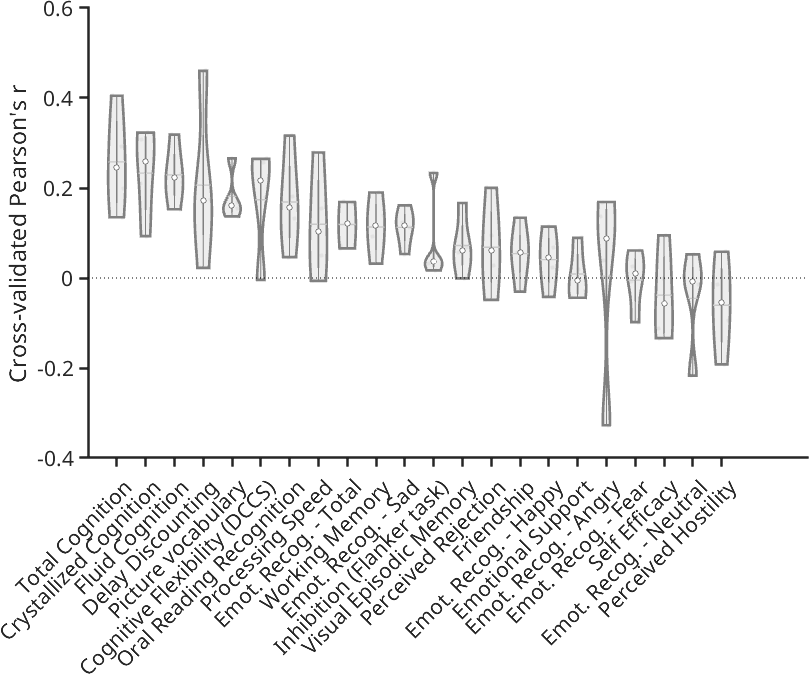 0.6
0.4
0.2
0
-0.2
-0.4
Cross-validated Pearson's r
Total Cognition
Crystallized Cognition
Fluid Cognition
Delay Discounting
Picture vocabulary
Cognitive Flexibility (DCCS)
Oral Reading Recognition
Processing Speed
Emot. Recog. - Total
Working Memory
Emot. Recog. - Sad
Inhibition (Flanker task)
Visual Episodic Memory
Perceived Rejection
Friendship
Emot. Recog. - Happy
Emotional Support
Emot. Recog. - Angry
Emot. Recog. - Fear
Self Efficacy
Emot. Recog. - Neutral
Perceived Hostility